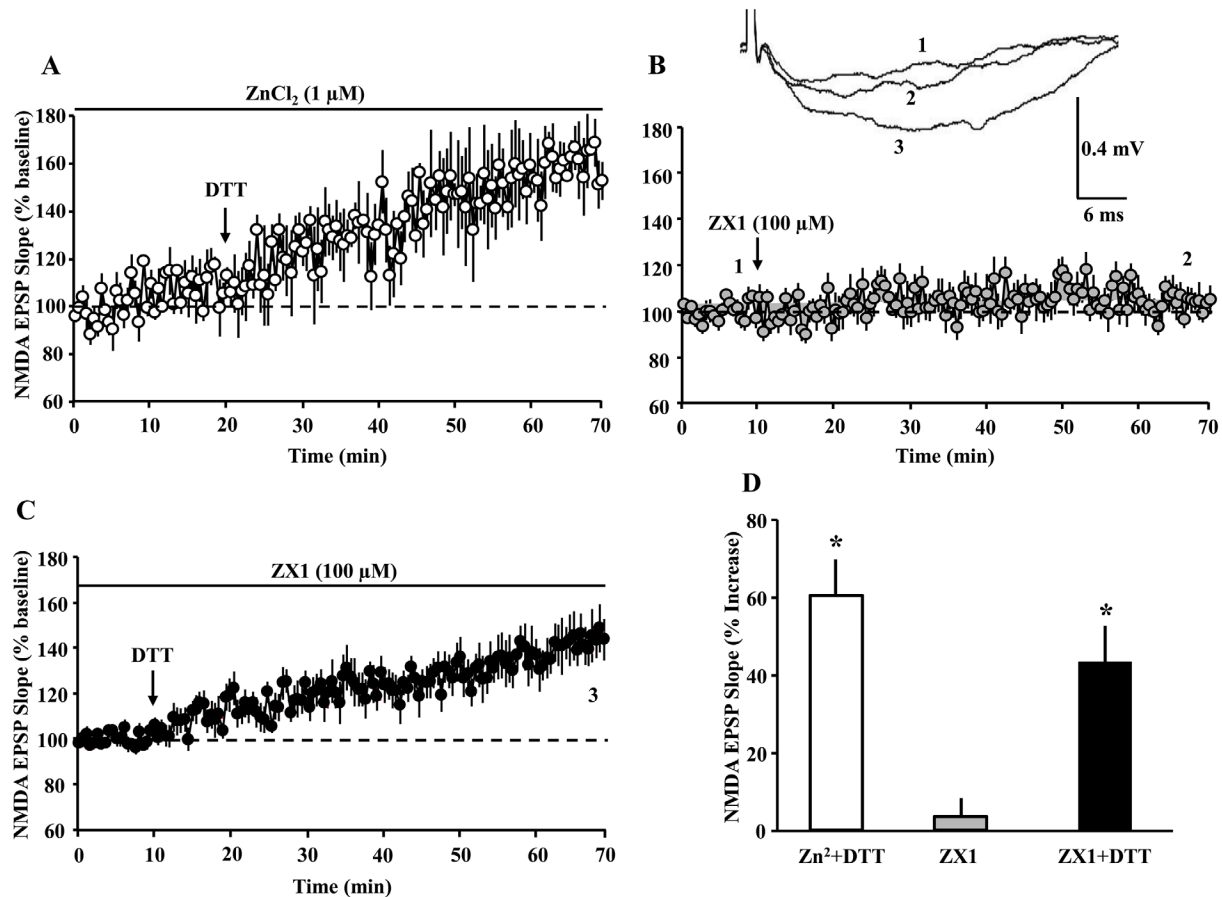 A
ZnCl2 (1 µM)
NMDA EPSP Slope (% baseline)
180
160
140
120
100
80
60
DTT
0 10 20 30 40 50 60 70
Time (min)
B
1
2
3
0.4 mV
6 ms
180
160
140
120
100
80
60
ZX1 (100 µM)
1
2
0 10 20 30 40 50 60 70
Time (min)
C
ZX1 (100 µM)
NMDA EPSP Slope (% baseline)
180
160
140
120
100
80
60
DTT
3
0 10 20 30 40 50 60 70
Time (min)
D
NMDA EPSP Slope (% Increase)
80
60
40
20
0
*
*
Zn2+DTT ZX1 ZX1+DTT